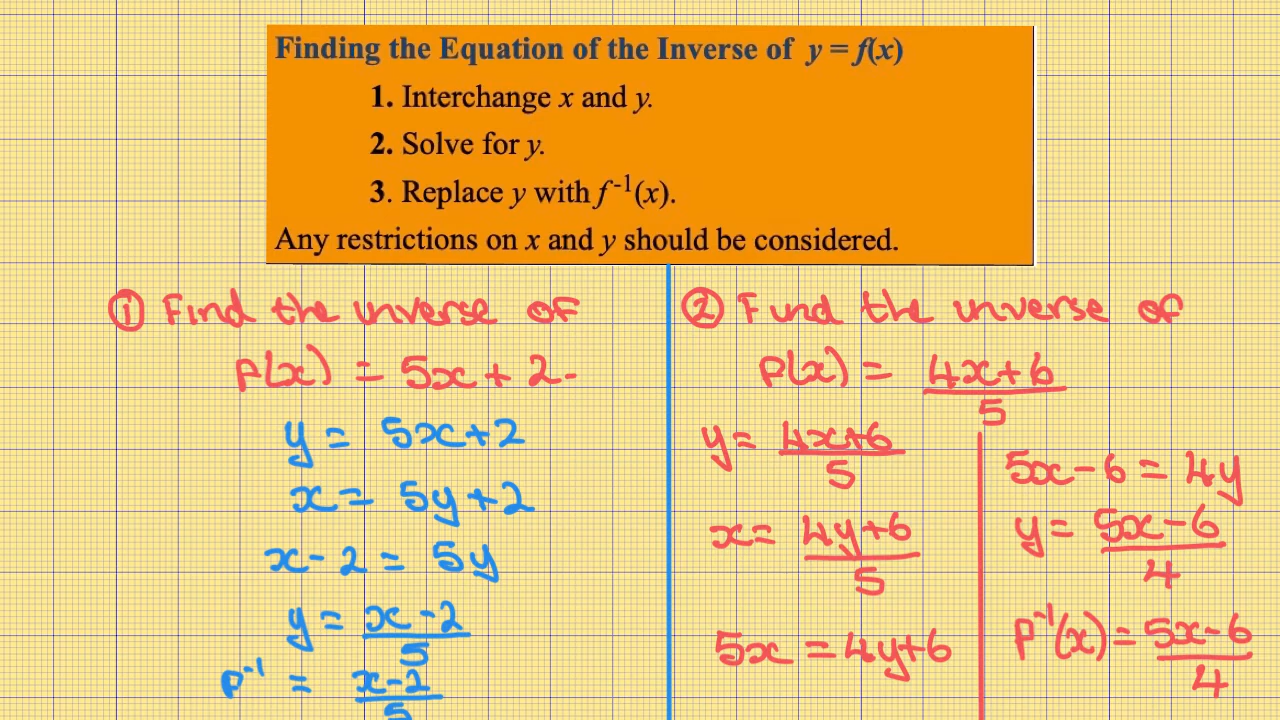 Finding the Equation of the Inverse of y = f(x)
1. Interchange x and y.
2. Solve for y.
3. Replace y with f⁻¹(x).
Any restrictions on x and y should be considered.
① Find the inverse of
f(x) = 5x + 2.
y = 5x+2
x = 5y+2
x-2 = 5y
y = x-2
5
f⁻¹ = x-2
5
② Find the inverse of
f(x) = 4x+6
5
y = 4x+6
5
x = 4y+6
5
5x = 4y+6
5x-6 = 4y
y = 5x-6
4
f⁻¹(x) = 5x-6
4